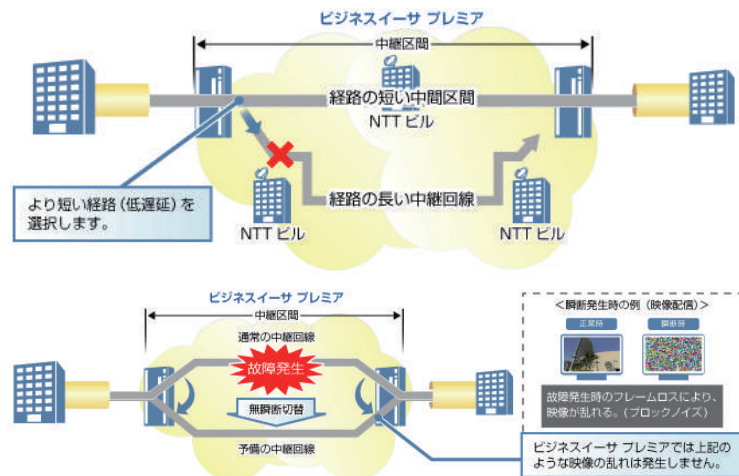 ビジネスイーサ プレミア
中継区間
経路の短い中間区間
NTT ビル
より短い経路（低遅延）を
選択します。
経路の長い中継回線
NTT ビル
NTT ビル
ビジネスイーサ プレミア
中継区間
通常の中継回線
故障発生
無瞬断切替
予備の中継回線
＜瞬断発生時の例（映像配信）＞
正常時
瞬断時
故障発生時のフレームロスにより、
映像が乱れる。（ブロックノイズ）
ビジネスイーサ プレミアでは上記の
ような映像の乱れは発生しません。